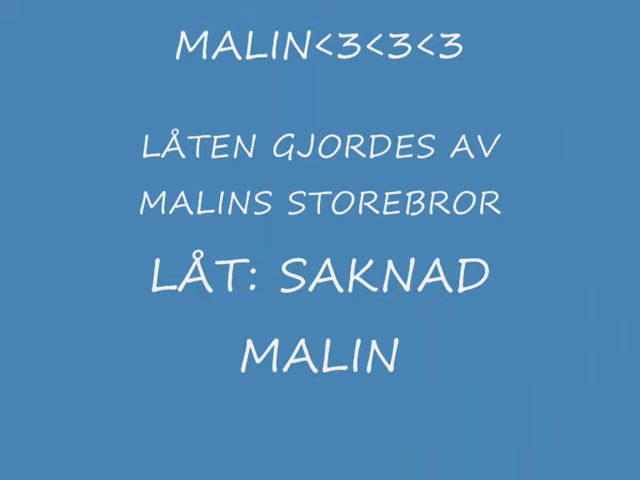 MALIN<3<3<3
LÅTEN GJORDES AV
MALINS STOREBROR
LÅT: SAKNAD
MALIN